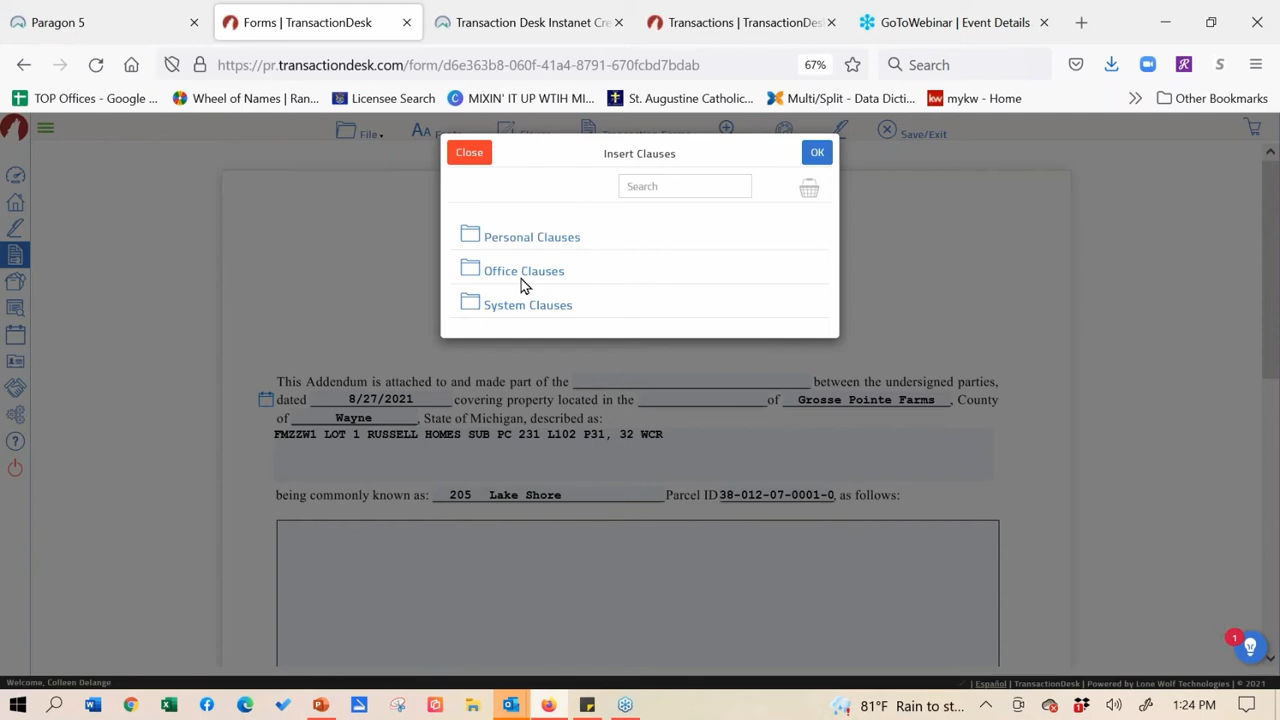 Paragon 5
Forms | TransactionDesk
Transaction Desk Instanet Cre
Transactions | TransactionDes
GoToWebinar | Event Details
https://pr.transactiondesk.com/form/d6e363b8-060f-41a4-8791-670fcbd7bdab
67%
Search
TOP Offices - Google ...
Wheel of Names | Ran...
Licensee Search
MIXIN' IT UP WTIH MI...
St. Augustine Catholic...
Multi/Split - Data Dicti...
mykw - Home
Other Bookmarks
File
Save/Exit
Close
Insert Clauses
OK
Search
Personal Clauses
Office Clauses
System Clauses
This Addendum is attached to and made part of the between the undersigned parties,
dated 8/27/2021 covering property located in the of Grosse Pointe Farms, County
of Wayne, State of Michigan, described as:
FMZZW1 LOT 1 RUSSELL HOMES SUB PC 231 L102 P31, 32 WCR
being commonly known as: 205 Lake Shore Parcel ID 38-012-07-0001-0, as follows:
1
Welcome, Colleen Delange
| Español | TransactionDesk | Powered by Lone Wolf Technologies | © 2021
81°F Rain to st...
1:24 PM